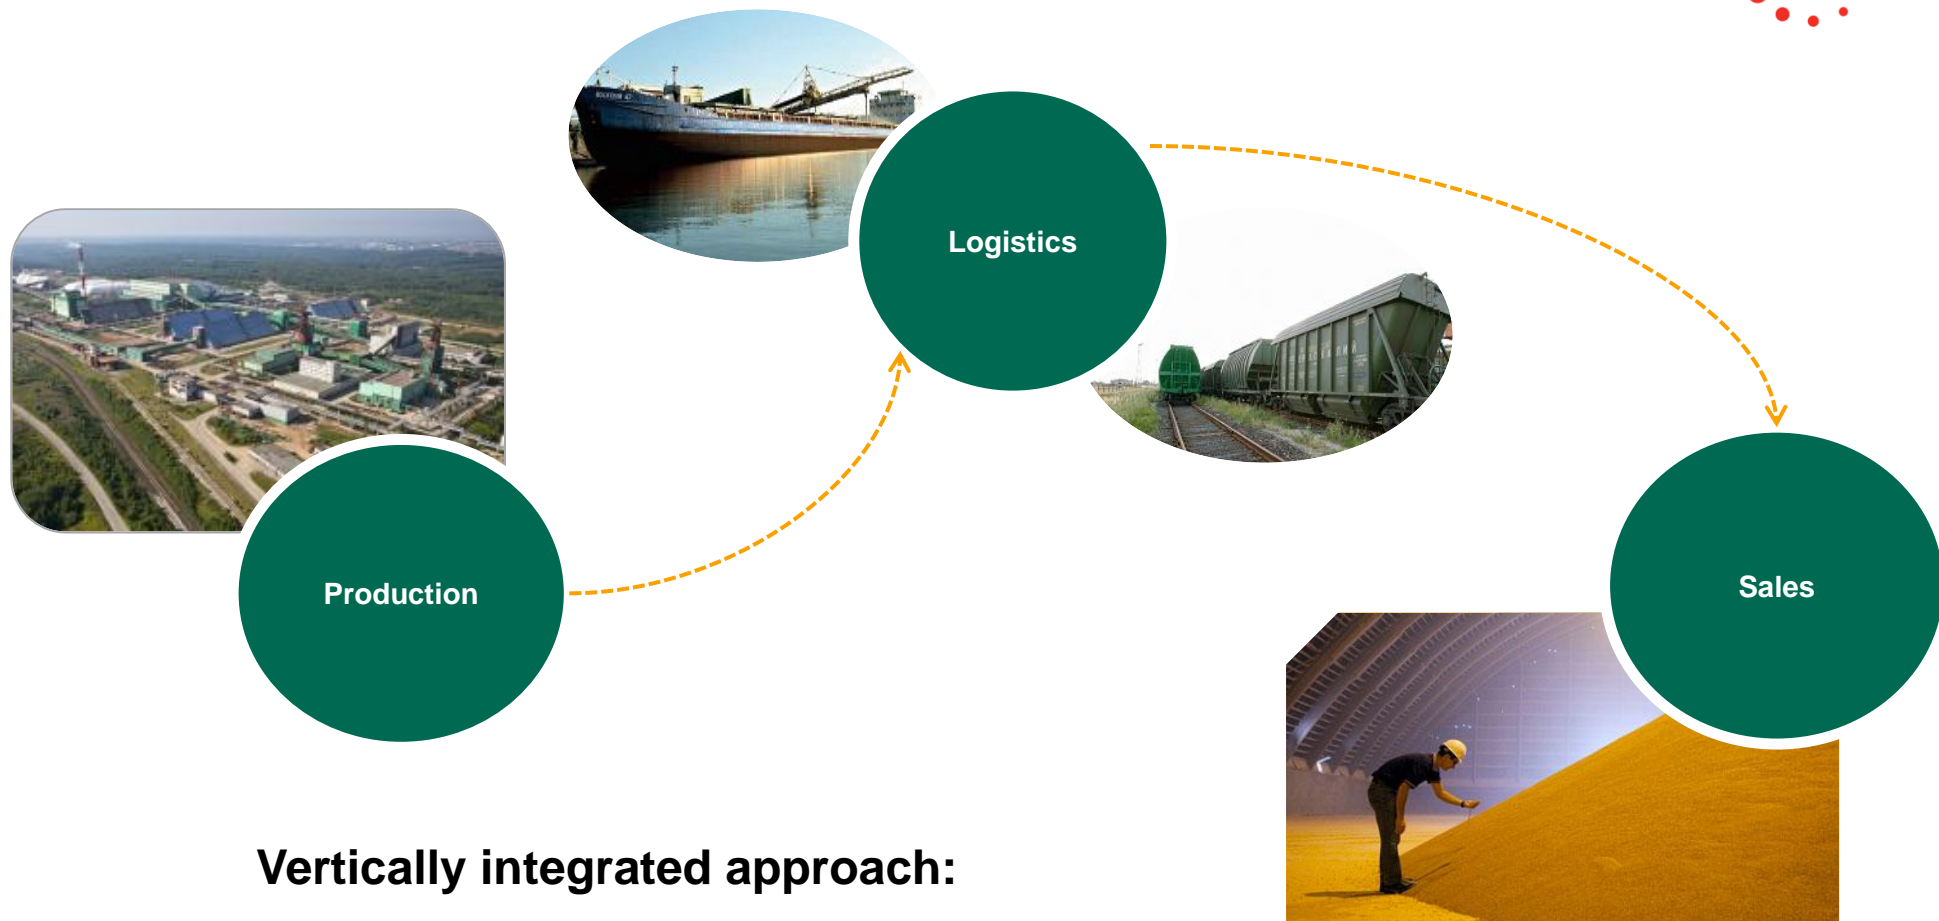 Logistics
Production
Sales
Vertically integrated approach: